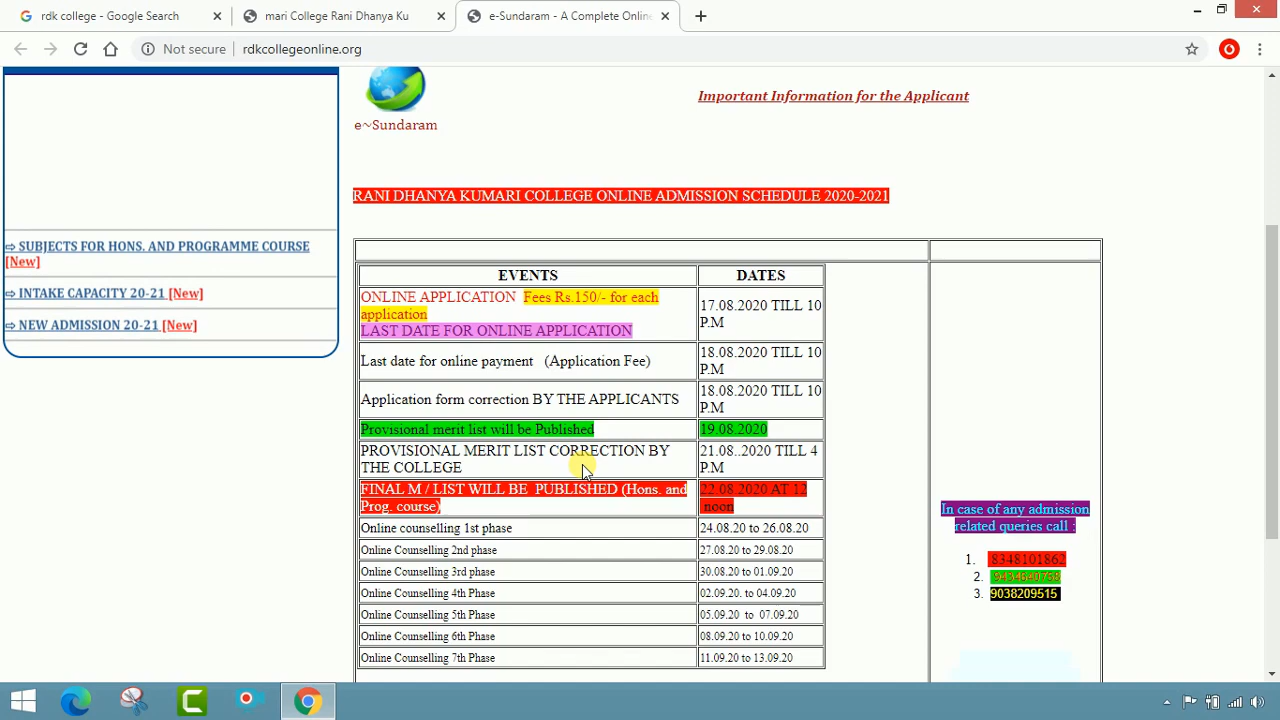 rdk college - Google Search
mari College Rani Dhanya Ku
e-Sundaram - A Complete Online
Not secure
rdkcollegeonline.org
e~Sundaram
Important Information for the Applicant
RANI DHANYA KUMARI COLLEGE ONLINE ADMISSION SCHEDULE 2020-2021
⇨ SUBJECTS FOR HONS. AND PROGRAMME COURSE
[New]
⇨ INTAKE CAPACITY 20-21 [New]
⇨ NEW ADMISSION 20-21 [New]
EVENTS
DATES
ONLINE APPLICATION Fees Rs.150/- for each
application
LAST DATE FOR ONLINE APPLICATION
17.08.2020 TILL 10
P.M
Last date for online payment (Application Fee)
18.08.2020 TILL 10
P.M
Application form correction BY THE APPLICANTS
18.08.2020 TILL 10
P.M
Provisional merit list will be Published
19.08.2020
PROVISIONAL MERIT LIST CORRECTION BY
THE COLLEGE
21.08..2020 TILL 4
P.M
FINAL M / LIST WILL BE PUBLISHED (Hons. and
Prog. course)
22.08.2020 AT 12
noon
Online counselling 1st phase
24.08.20 to 26.08.20
Online Counselling 2nd phase
27.08.20 to 29.08.20
Online Counselling 3rd phase
30.08.20 to 01.09.20
Online Counselling 4th Phase
02.09.20. to 04.09.20
Online Counselling 5th Phase
05.09.20 to 07.09.20
Online Counselling 6th Phase
08.09.20 to 10.09.20
Online Counselling 7th Phase
11.09.20 to 13.09.20
In case of any admission
related queries call :
1. 8348101862
2.
3. 9038209515